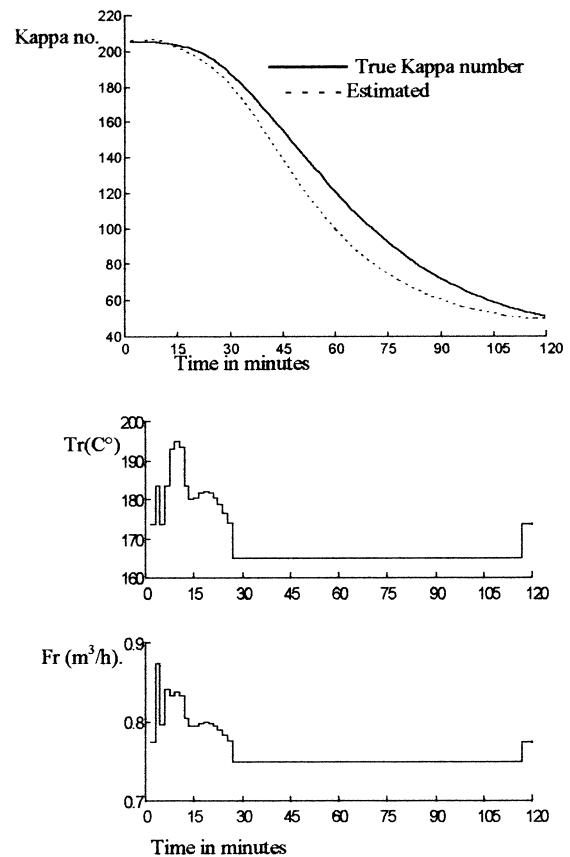 Kappa no.
220
200
180
160
140
120
100
80
60
40
True Kappa number
Estimated
0 15 30 45 60 75 90 105 120
Time in minutes
Tr(C°)
200
190
180
170
160
0 15 30 45 60 75 90 105 120
Fr (m³/h).
0.9
0.8
0.7
0 15 30 45 60 75 90 105 120
Time in minutes